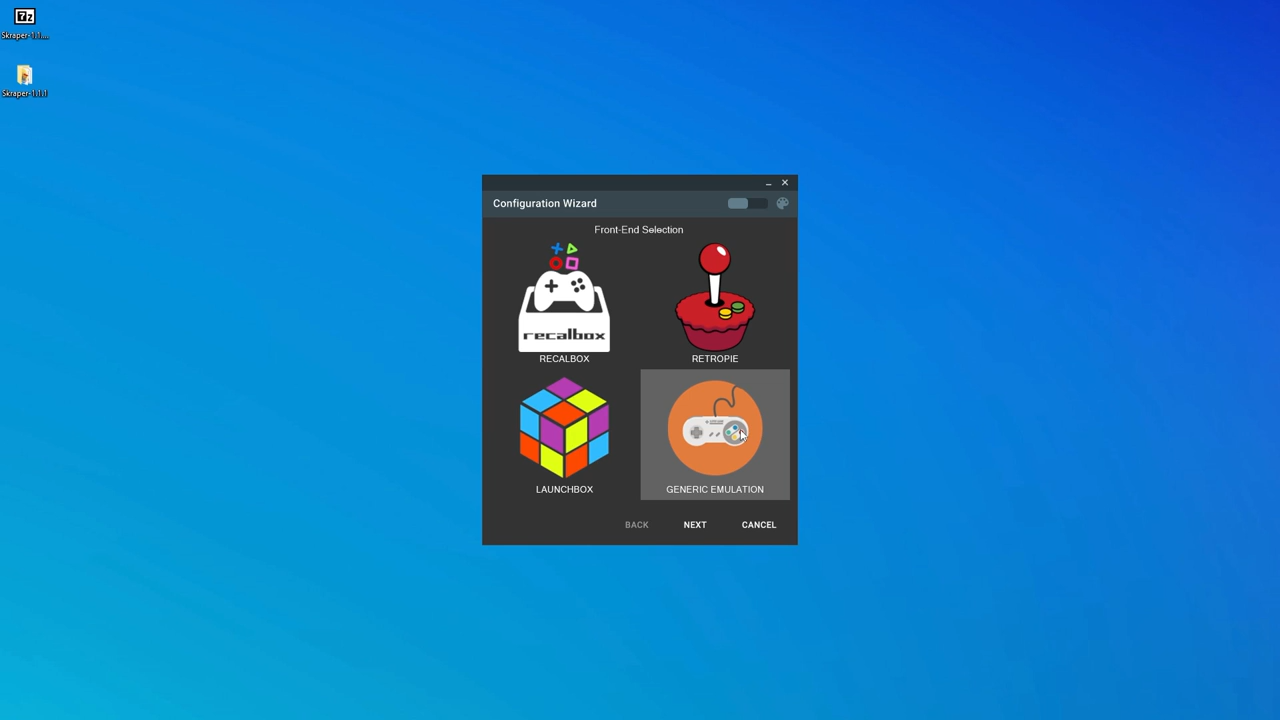 Skraper-1.1....
Skraper-1.1.1
Configuration Wizard
Front-End Selection
recalbox
RECALBOX
RETROPIE
LAUNCHBOX
GENERIC EMULATION
BACK
NEXT
CANCEL